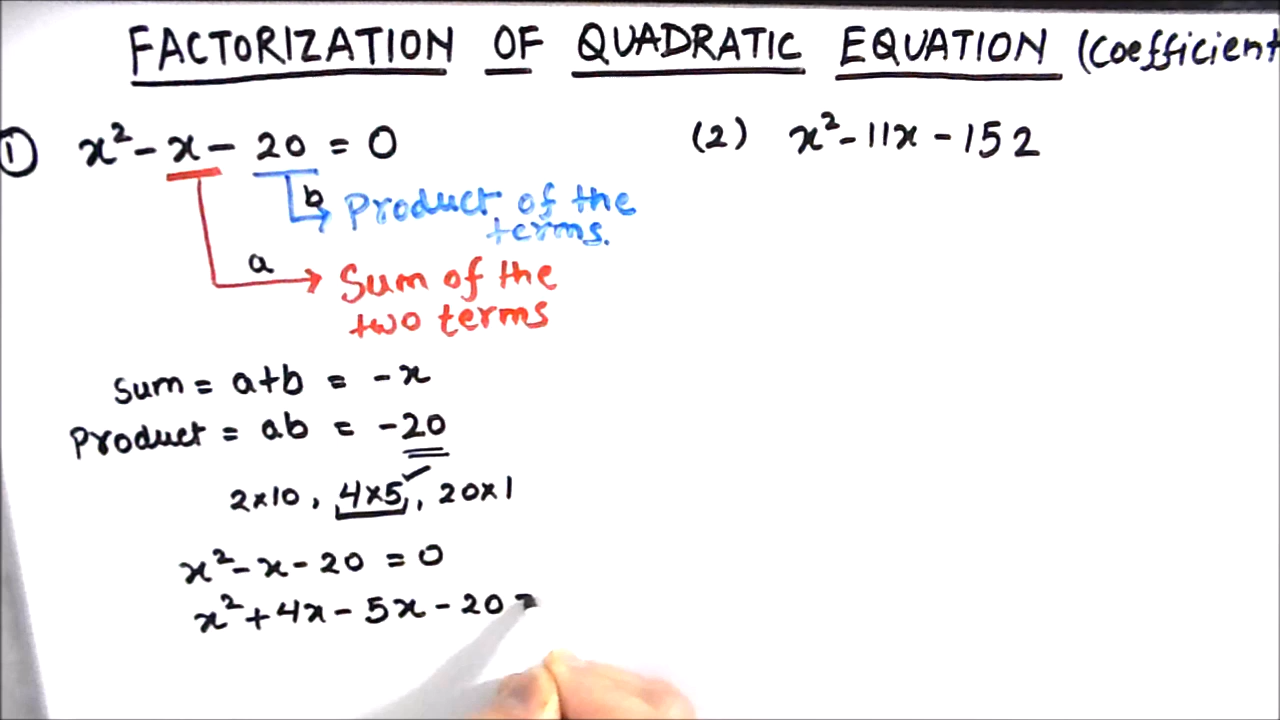 FACTORIZATION OF QUADRATIC EQUATION (Coefficient
① x² - x - 20 = 0
b
Product of the
terms.
a
Sum of the
two terms
Sum = a+b = -x
Product = ab = -20
2×10, 4×5 ✓, 20×1
x² - x - 20 = 0
x² + 4x - 5x - 20 =
(2) x² - 11x - 152